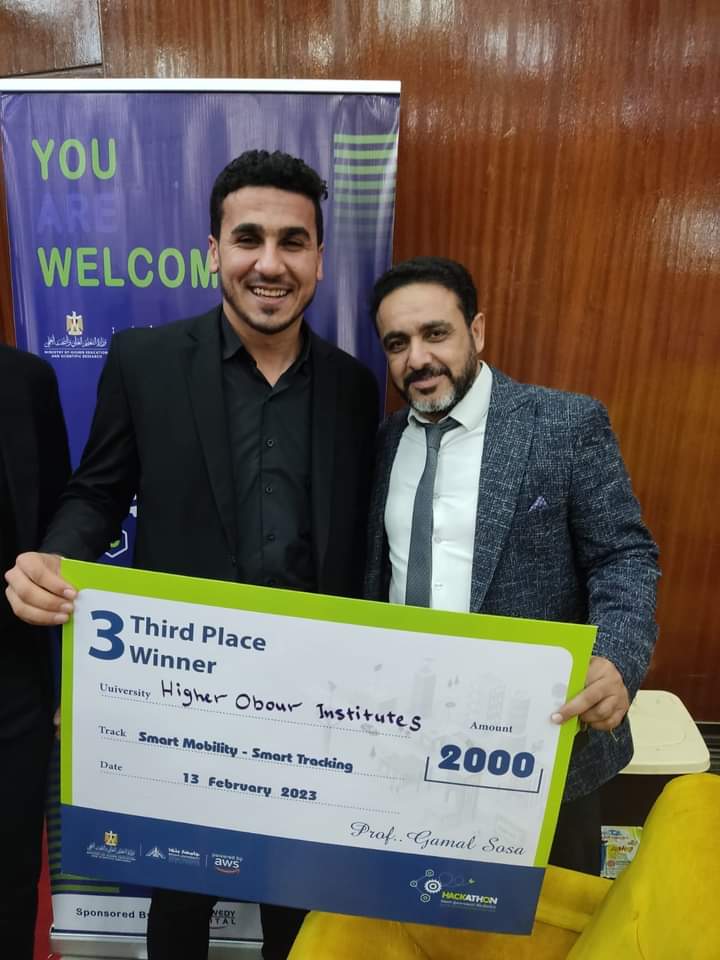 YOU
ARE
WELCOM
MINISTRY OF HIGHER EDUCATION
AND SCIENTIFIC RESEARCH
3 Third Place
Winner
Uuiversity Higher Obour Institutes
Track Smart Mobility - Smart Tracking
Date 13 February 2023
Amount
2000
Prof.. Gamal Sosa
powered by
aws
HACKATHON
Sponsored By